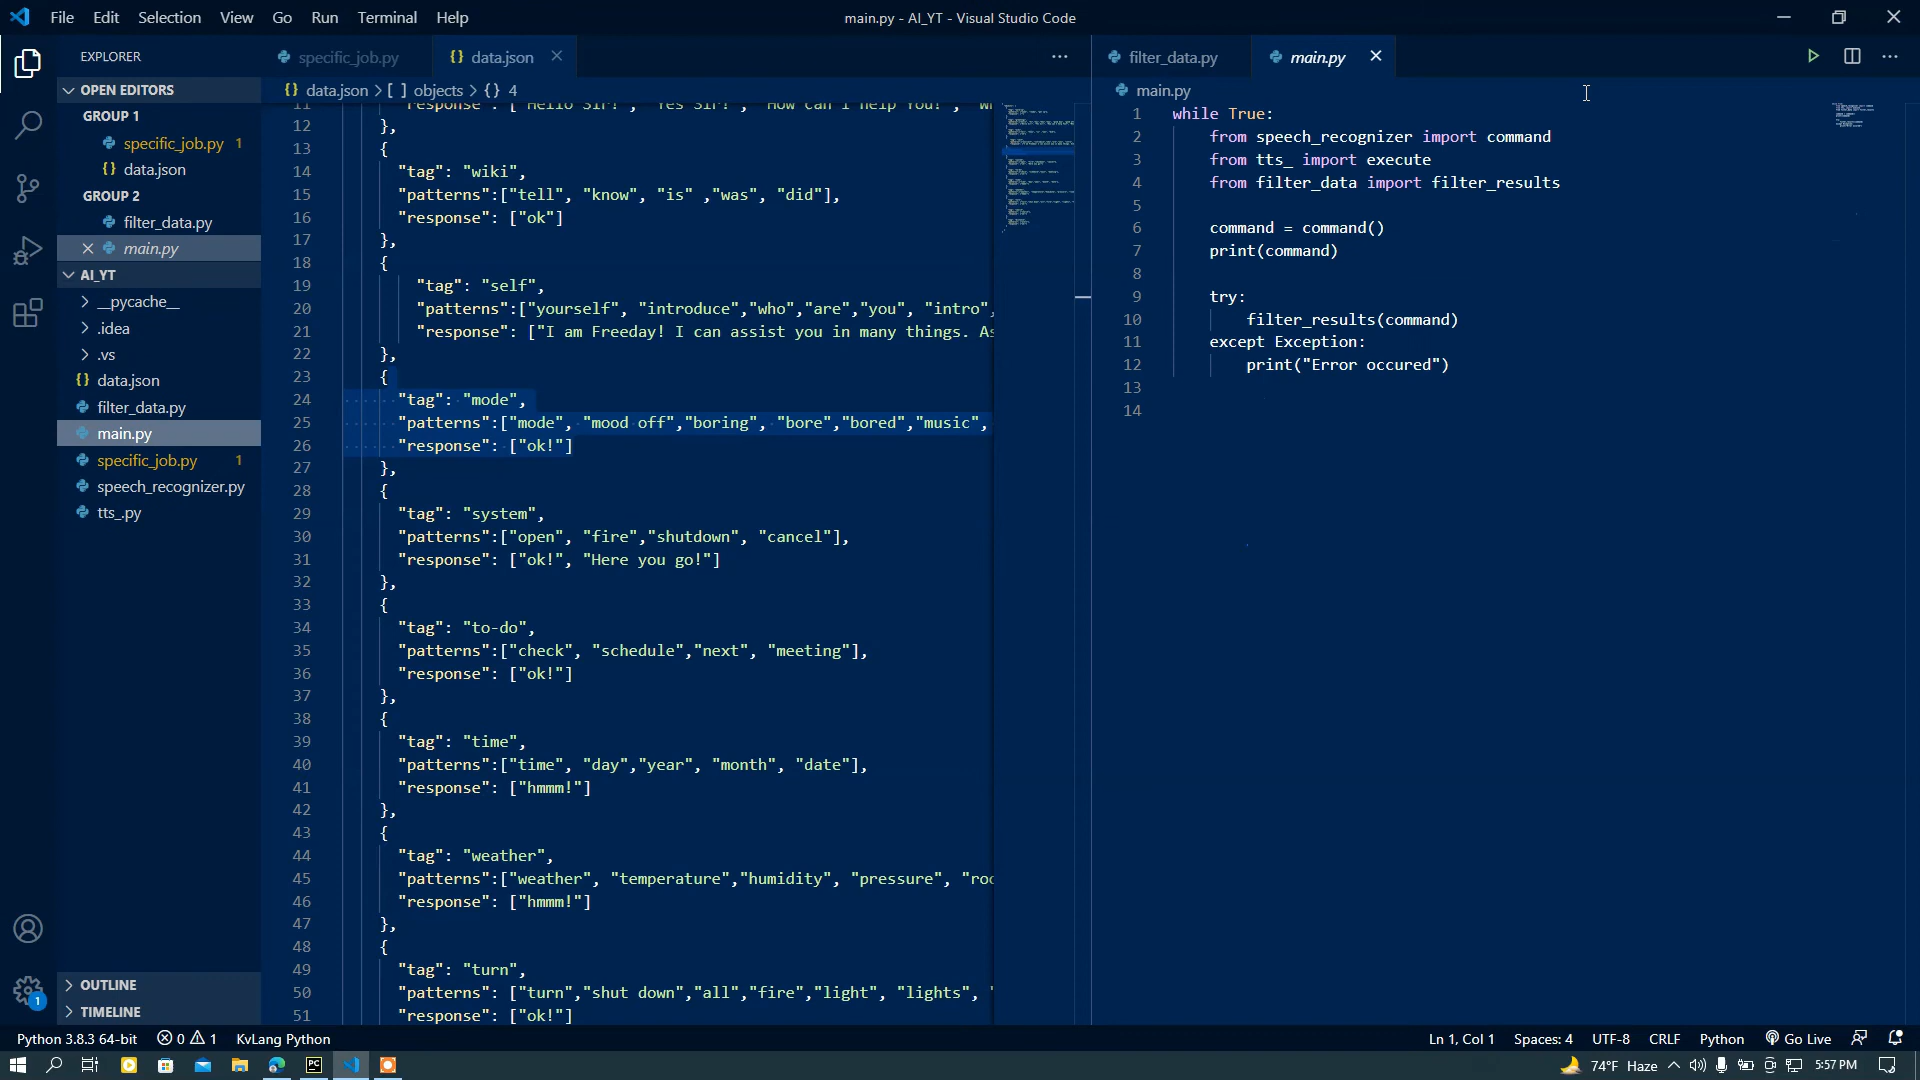 File Edit Selection View Go Run Terminal Help
main.py - AI_YT - Visual Studio Code
EXPLORER
OPEN EDITORS
GROUP 1
specific_job.py 1
data.json
GROUP 2
filter_data.py
main.py
AI_YT
__pycache__
.idea
.vs
data.json
filter_data.py
main.py
specific_job.py 1
speech_recognizer.py
tts_.py
OUTLINE
TIMELINE
specific_job.py
{} data.json
{} data.json > [ ] objects > {} 4
11 "response": ["Hello Sir!", "Yes Sir!", "How can I help You!",
12 },
13 {
14 "tag": "wiki",
15 "patterns":["tell", "know", "is" ,"was", "did"],
16 "response": ["ok"]
17 },
18 {
19 "tag": "self",
20 "patterns":["yourself", "introduce","who","are","you", "intro",
21 "response": ["I am Freeday! I can assist you in many things. As
22 },
23 {
24 "tag": "mode",
25 "patterns":["mode", "mood off","boring", "bore","bored","music",
26 "response": ["ok!"]
27 },
28 {
29 "tag": "system",
30 "patterns":["open", "fire","shutdown", "cancel"],
31 "response": ["ok!", "Here you go!"]
32 },
33 {
34 "tag": "to-do",
35 "patterns":["check", "schedule","next", "meeting"],
36 "response": ["ok!"]
37 },
38 {
39 "tag": "time",
40 "patterns":["time", "day","year", "month", "date"],
41 "response": ["hmmm!"]
42 },
43 {
44 "tag": "weather",
45 "patterns":["weather", "temperature","humidity", "pressure", "roo
46 "response": ["hmmm!"]
47 },
48 {
49 "tag": "turn",
50 "patterns": ["turn","shut down","all","fire","light", "lights", "
51 "response": ["ok!"]
filter_data.py
main.py
main.py
1 while True:
2 from speech_recognizer import command
3 from tts_ import execute
4 from filter_data import filter_results
5
6 command = command()
7 print(command)
8
9 try:
10 filter_results(command)
11 except Exception:
12 print("Error occured")
13
14
1
Python 3.8.3 64-bit 0 1 KvLang Python
Ln 1, Col 1 Spaces: 4 UTF-8 CRLF Python Go Live
PC
74°F Haze
5:57 PM